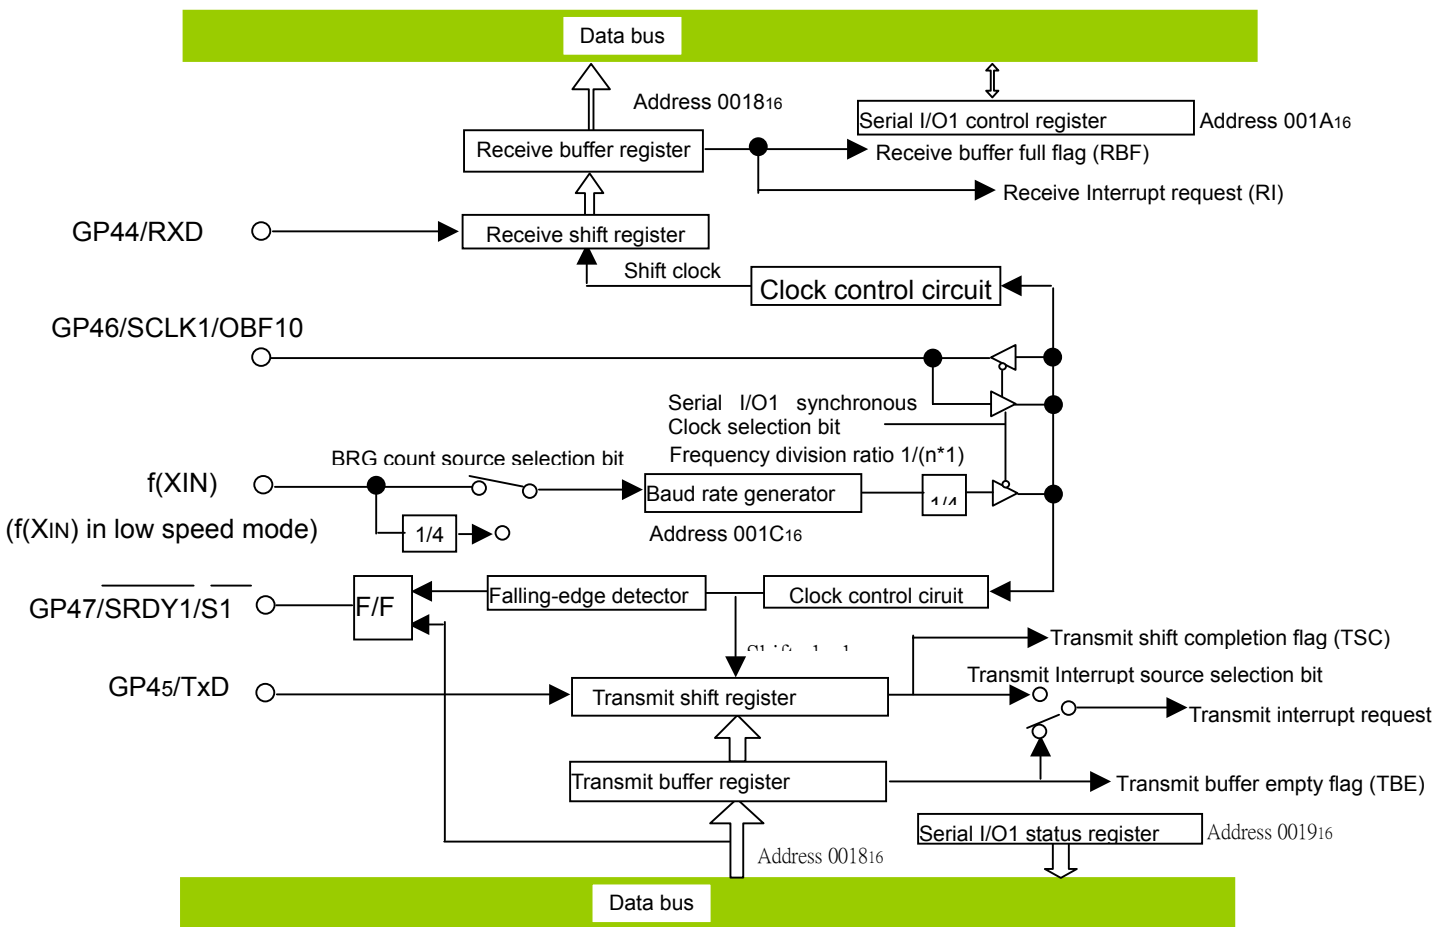 Data bus
Address 001816
Serial I/O1 control register
Address 001A16
Receive buffer register
Receive buffer full flag (RBF)
Receive Interrupt request (RI)
GP44/RXD
Receive shift register
Shift clock
Clock control circuit
GP46/SCLK1/OBF10
Serial I/O1 synchronous
Clock selection bit
Frequency division ratio 1/(n*1)
BRG count source selection bit
f(XIN)
Baud rate generator
1/4
(f(XIN) in low speed mode)
1/4
Address 001C16
GP47/SRDY1/S1
F/F
Falling-edge detector
Clock control ciruit
Transmit shift completion flag (TSC)
Transmit Interrupt source selection bit
GP45/TxD
Transmit shift register
Transmit interrupt request
Transmit buffer register
Transmit buffer empty flag (TBE)
Serial I/O1 status register
Address 001916
Address 001816
Data bus